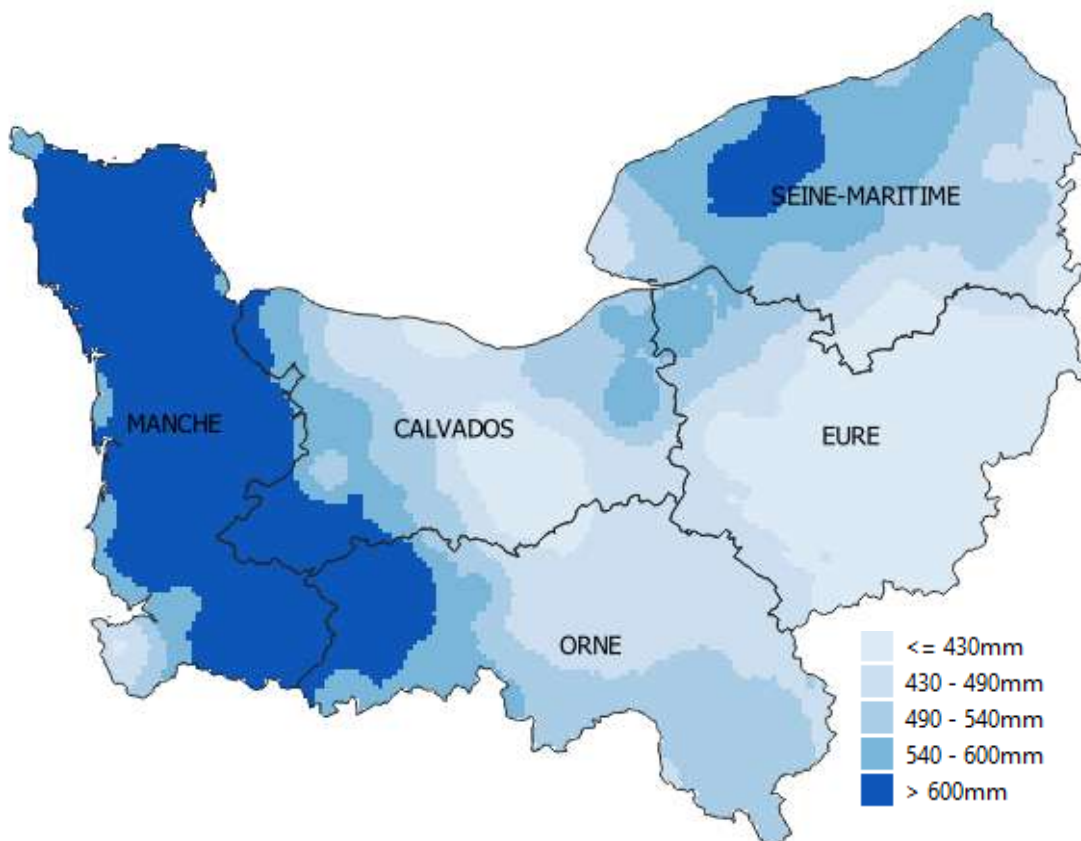 SEINE-MARITIME
MANCHE
CALVADOS
EURE
ORNE
<= 430mm
430 - 490mm
490 - 540mm
540 - 600mm
> 600mm